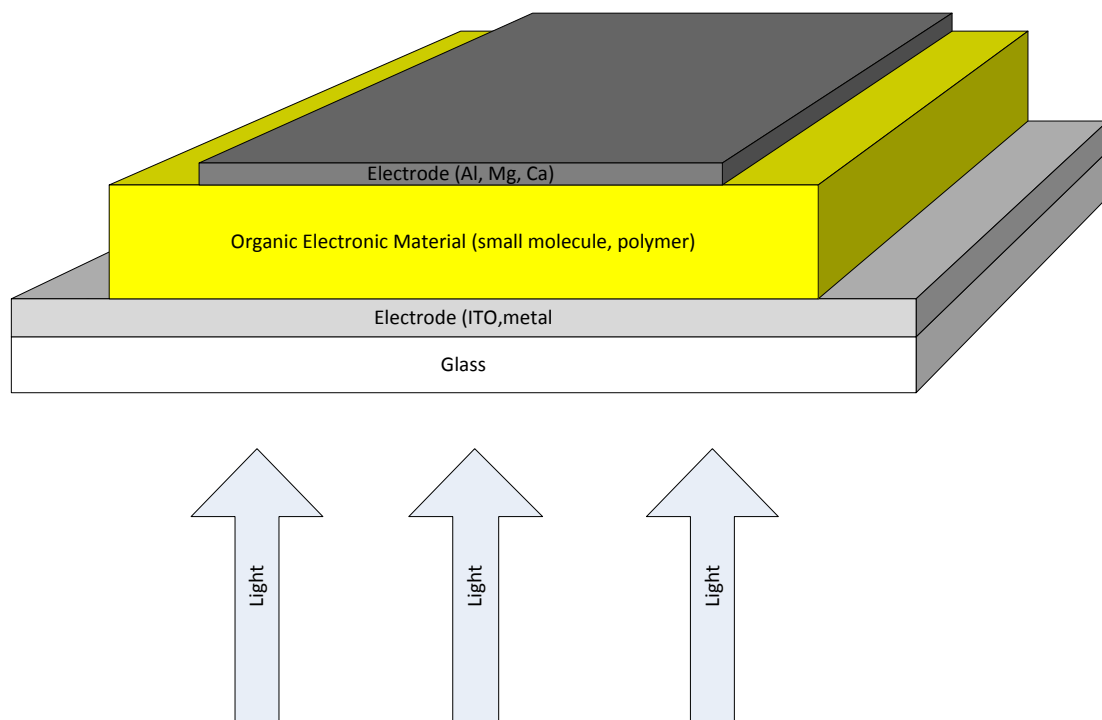 Electrode (Al, Mg, Ca)
Organic Electronic Material (small molecule, polymer)
Electrode (ITO,metal
Glass
Light
Light
Light